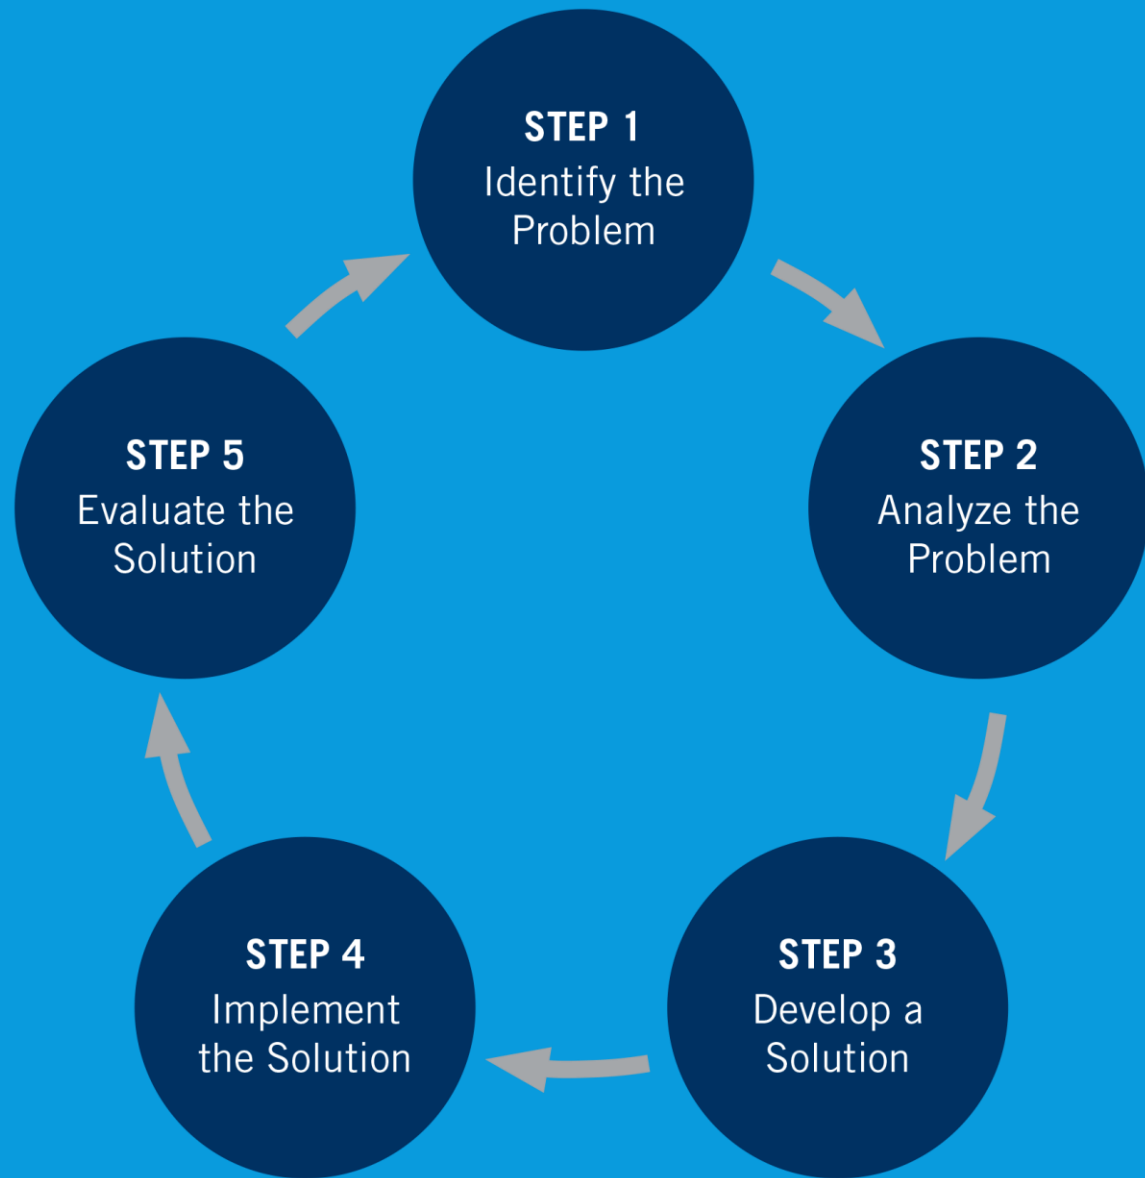 STEP 1
Identify the
Problem
STEP 2
Analyze the
Problem
STEP 3
Develop a
Solution
STEP 4
Implement
the Solution
STEP 5
Evaluate the
Solution